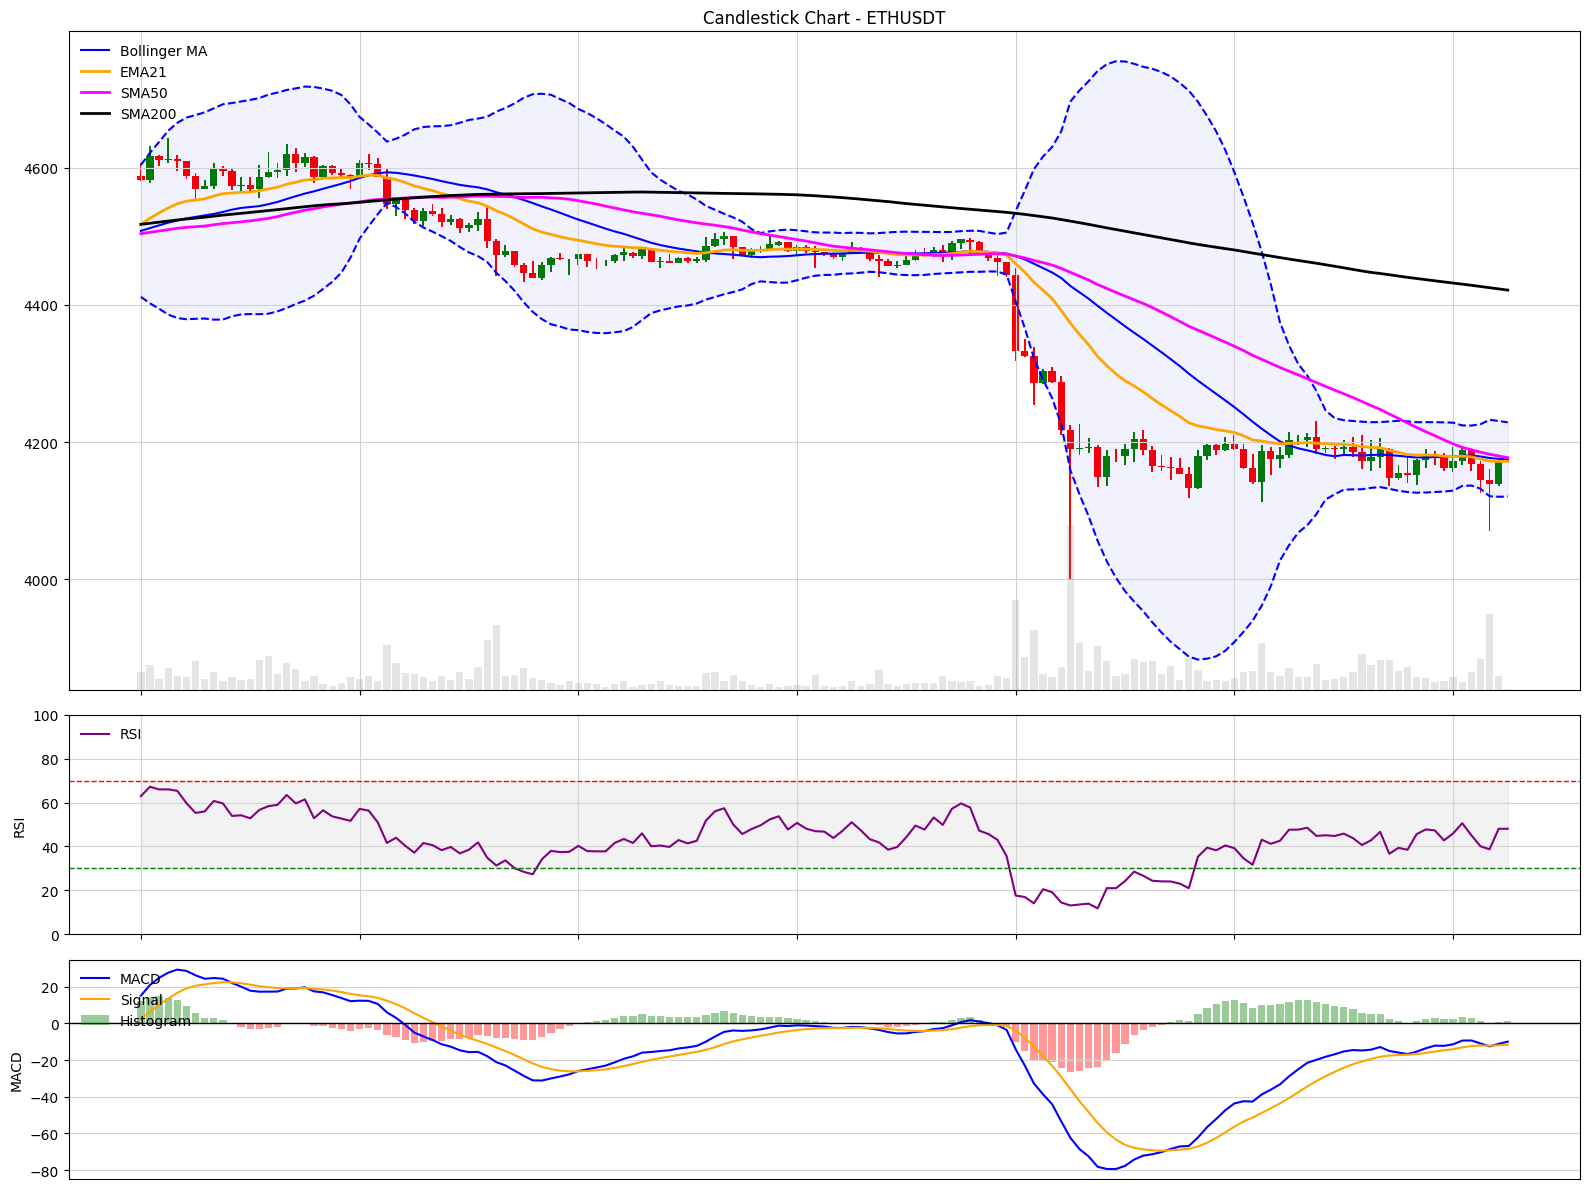 Candlestick Chart - ETHUSDT
Bollinger MA
EMA21
SMA50
SMA200
4600
4400
4200
4000
RSI
100
80
60
40
20
0
RSI
MACD
Signal
Histogram
20
0
−20
−40
−60
−80
MACD